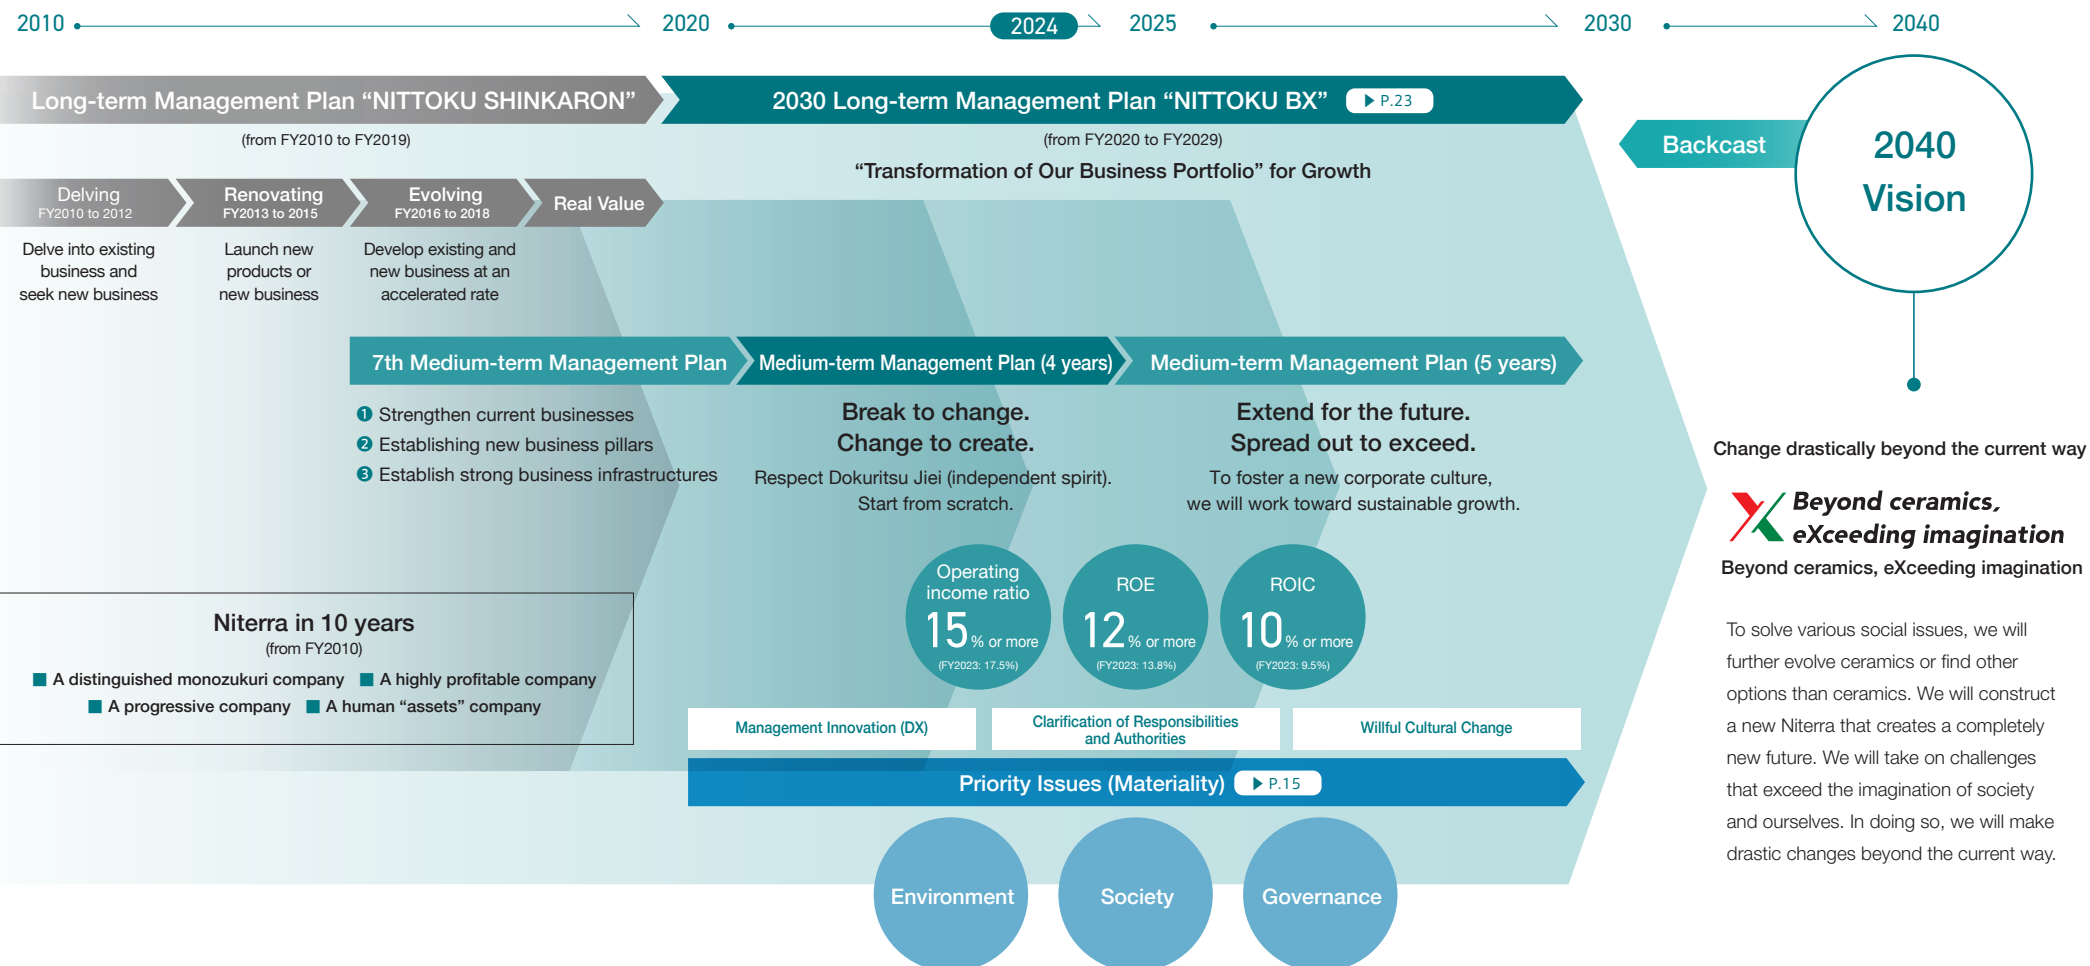 2010
2020
2024
2025
2030
2040
Long-term Management Plan “NITTOKU SHINKARON”
(from FY2010 to FY2019)
2030 Long-term Management Plan “NITTOKU BX” ▶ P.23
(from FY2020 to FY2029)
“Transformation of Our Business Portfolio” for Growth
Backcast
2040
Vision
Delving
FY2010 to 2012
Renovating
FY2013 to 2015
Evolving
FY2016 to 2018
Real Value
Delve into existing
business and
seek new business
Launch new
products or
new business
Develop existing and
new business at an
accelerated rate
7th Medium-term Management Plan
❶ Strengthen current businesses
❷ Establishing new business pillars
❸ Establish strong business infrastructures
Medium-term Management Plan (4 years)
Break to change.
Change to create.
Respect Dokuritsu Jiei (independent spirit).
Start from scratch.
Medium-term Management Plan (5 years)
Extend for the future.
Spread out to exceed.
To foster a new corporate culture,
we will work toward sustainable growth.
Operating
income ratio
15% or more
(FY2023: 17.5%)
ROE
12% or more
(FY2023: 13.8%)
ROIC
10% or more
(FY2023: 9.5%)
Niterra in 10 years
(from FY2010)
■ A distinguished monozukuri company ■ A highly profitable company
■ A progressive company ■ A human “assets” company
Management Innovation (DX)
Clarification of Responsibilities
and Authorities
Willful Cultural Change
Priority Issues (Materiality) ▶ P.15
Environment
Society
Governance
Change drastically beyond the current way
Beyond ceramics,
eXceeding imagination
Beyond ceramics, eXceeding imagination
To solve various social issues, we will
further evolve ceramics or find other
options than ceramics. We will construct
a new Niterra that creates a completely
new future. We will take on challenges
that exceed the imagination of society
and ourselves. In doing so, we will make
drastic changes beyond the current way.